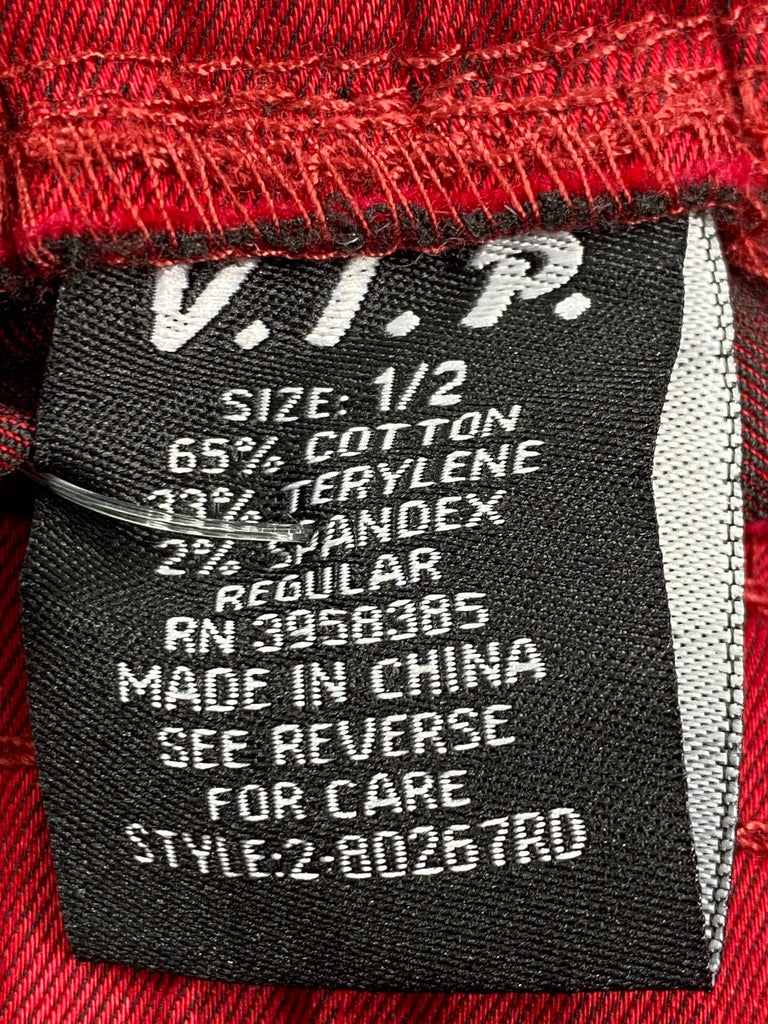 V.I.P.
SIZE: 1/2
65% COTTON
33% TERYLENE
2% SPANDEX
REGULAR
RN 3958385
MADE IN CHINA
SEE REVERSE
FOR CARE
STYLE:2-80267RD